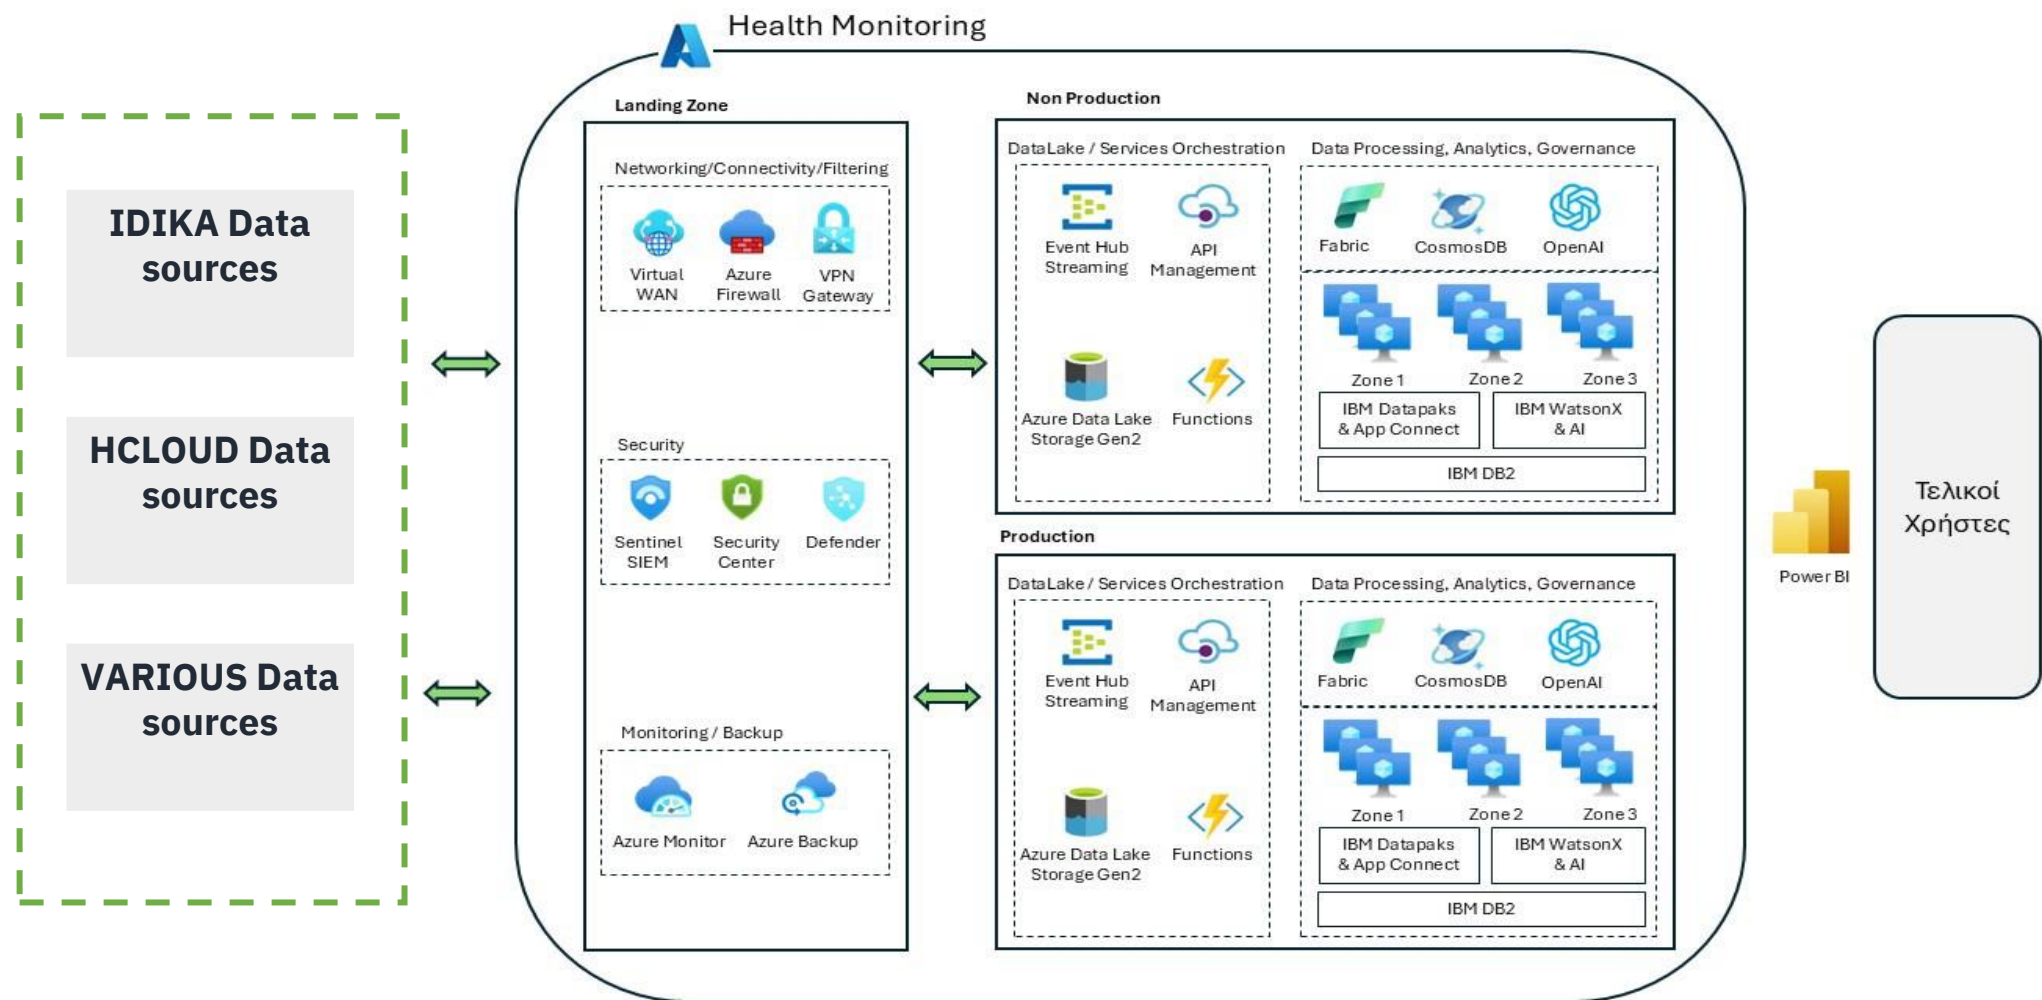 Health Monitoring
IDIKA Data
sources
HCLOUD Data
sources
VARIOUS Data
sources
Landing Zone
Networking/Connectivity/Filtering
Virtual
WAN
Azure
Firewall
VPN
Gateway
Security
Sentinel
SIEM
Security
Center
Defender
Monitoring / Backup
Azure Monitor
Azure Backup
Non Production
DataLake / Services Orchestration
Event Hub
Streaming
API
Management
Azure Data Lake
Storage Gen2
Functions
Data Processing, Analytics, Governance
Fabric
CosmosDB
OpenAI
Zone 1
Zone 2
Zone 3
IBM Datapaks
& App Connect
IBM WatsonX
& AI
IBM DB2
Production
DataLake / Services Orchestration
Event Hub
Streaming
API
Management
Azure Data Lake
Storage Gen2
Functions
Data Processing, Analytics, Governance
Fabric
CosmosDB
OpenAI
Zone 1
Zone 2
Zone 3
IBM Datapaks
& App Connect
IBM WatsonX
& AI
IBM DB2
Power BI
Τελικοί
Χρήστες